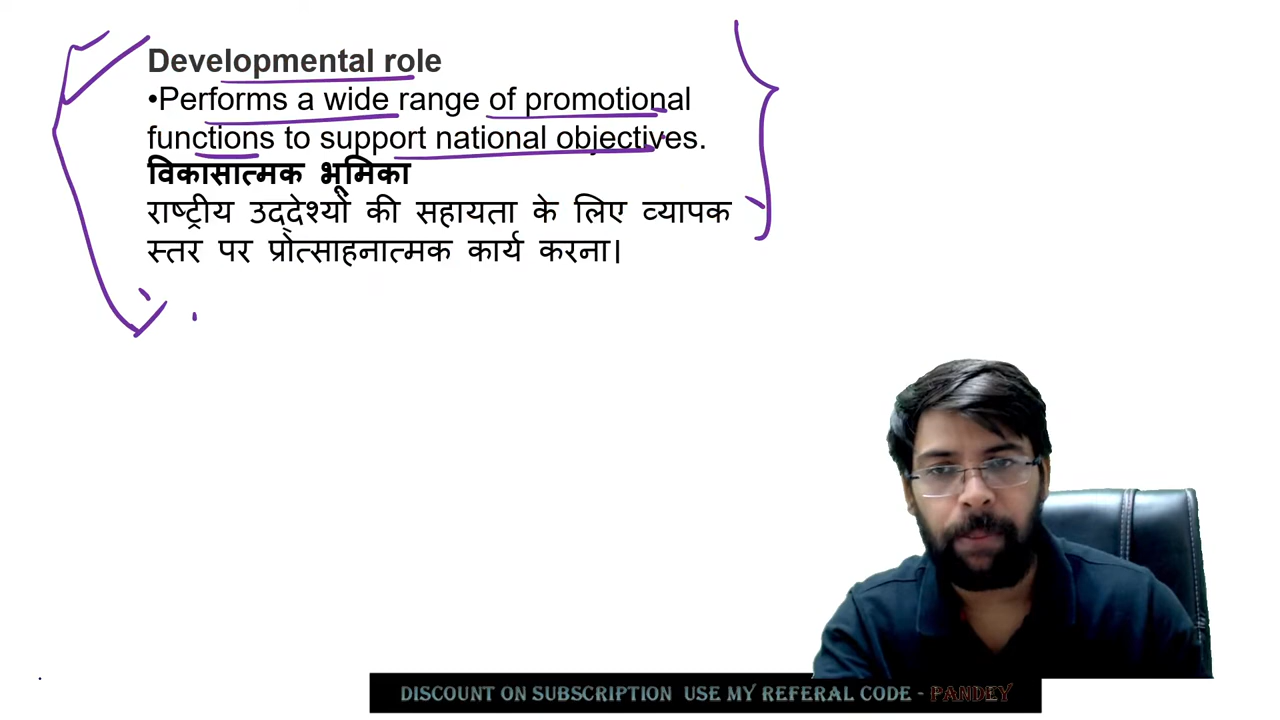 Developmental role
•Performs a wide range of promotional
functions to support national objectives.
विकासात्मक भूमिका
राष्ट्रीय उद्देश्यों की सहायता के लिए व्यापक
स्तर पर प्रोत्साहनात्मक कार्य करना।
DISCOUNT ON SUBSCRIPTION USE MY REFERAL CODE - PANDEY